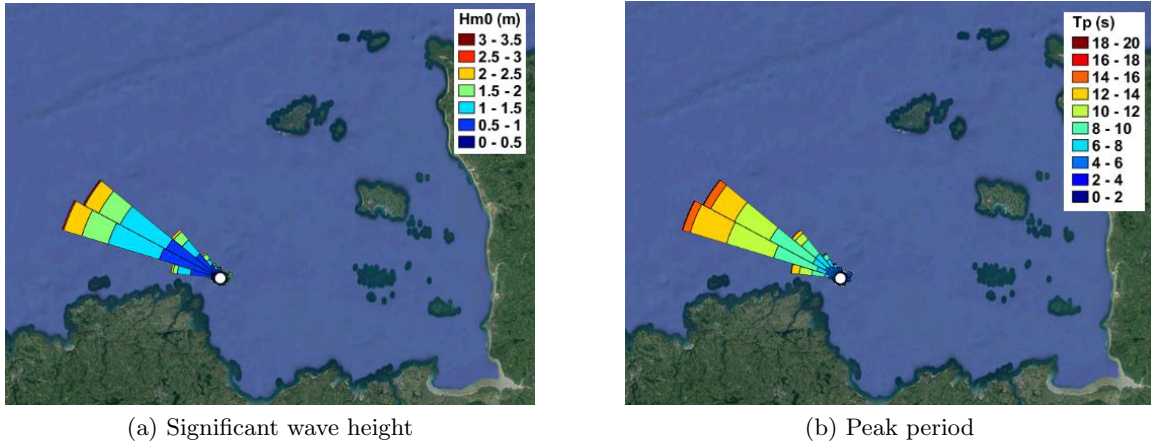 Hm0 (m)
3 - 3.5
2.5 - 3
2 - 2.5
1.5 - 2
1 - 1.5
0.5 - 1
0 - 0.5
(a) Significant wave height
Tp (s)
18 - 20
16 - 18
14 - 16
12 - 14
10 - 12
8 - 10
6 - 8
4 - 6
2 - 4
0 - 2
(b) Peak period